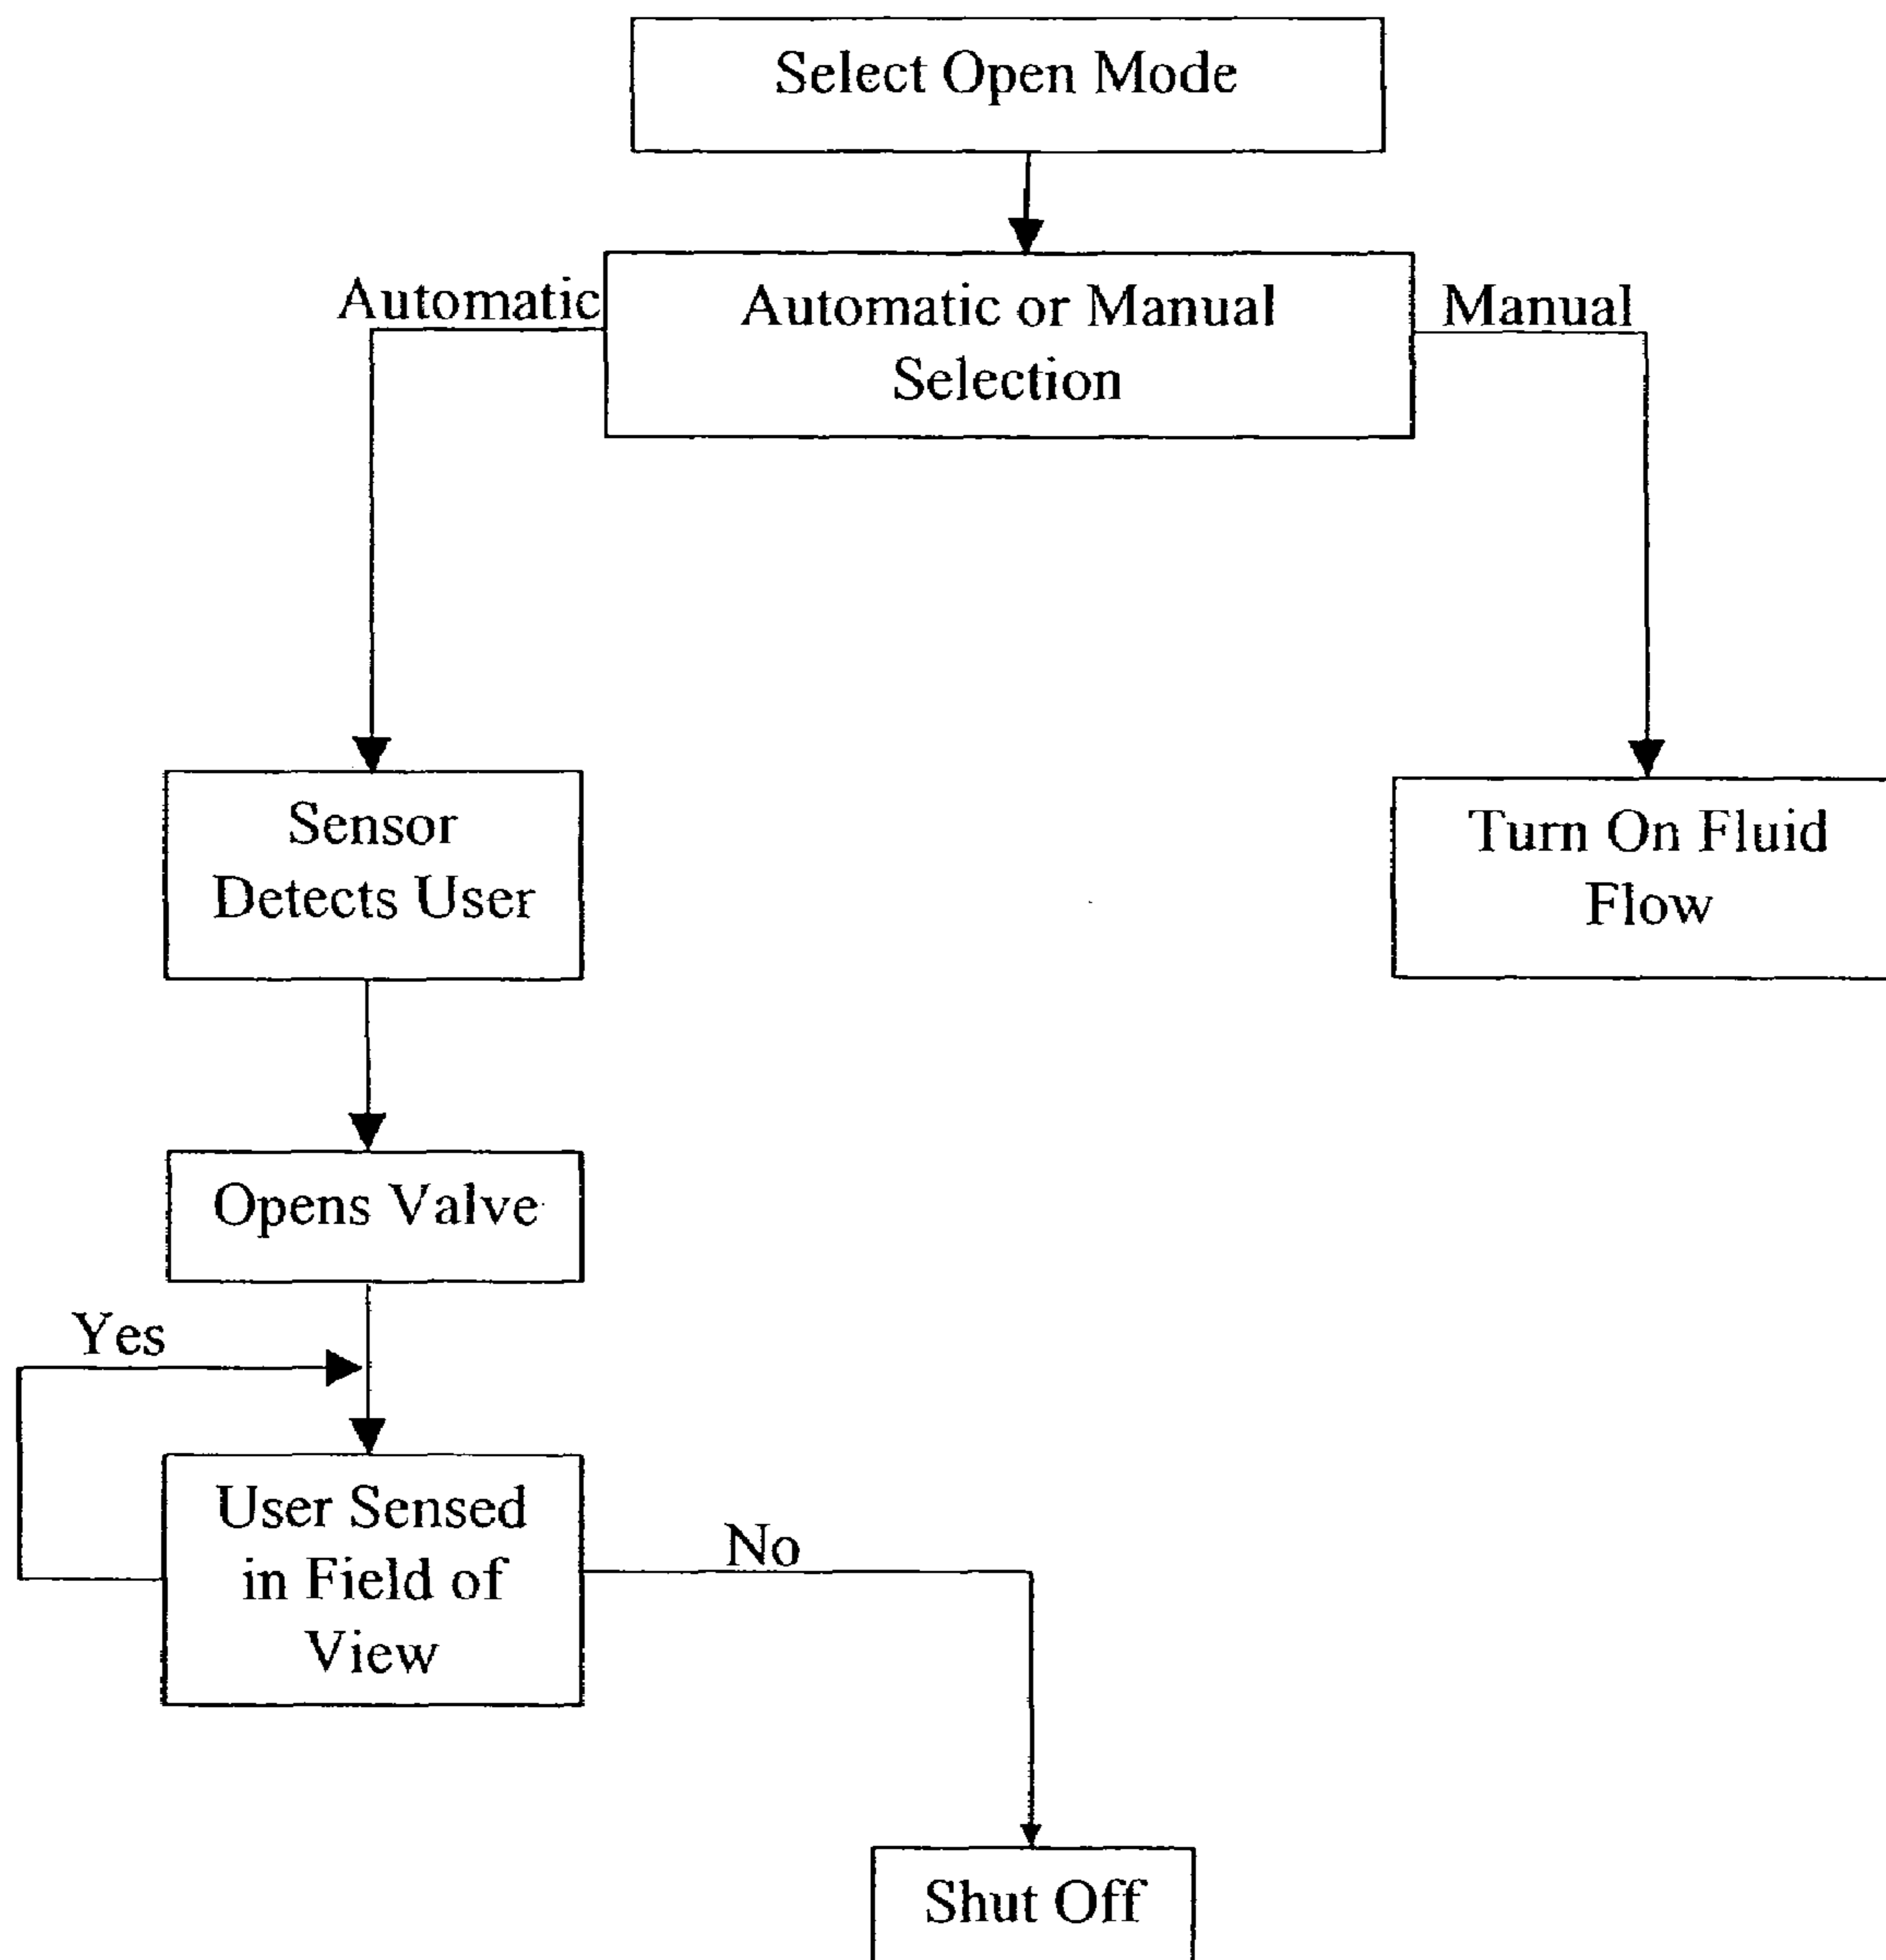 Select Open Mode
Automatic
Automatic or Manual
Selection
Manual
Sensor
Detects User
Turn On Fluid
Flow
Opens Valve
Yes
User Sensed
in Field of
View
No
Shut Off